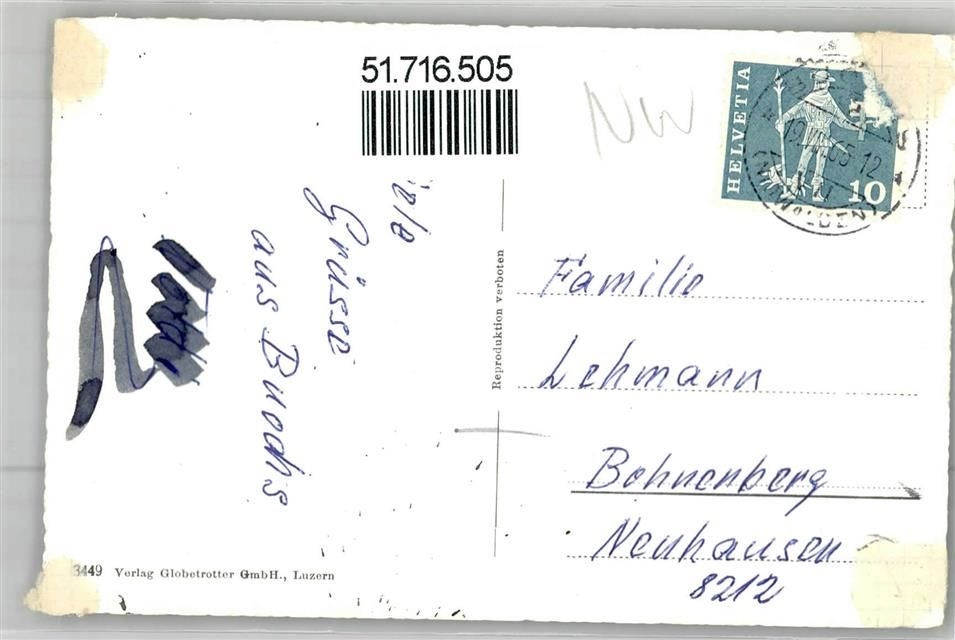 51.716.505
NW
HELVETIA
10
(NIDWALDEN)
Grüsse
aus Buochs
Reproduktion verboten
Familie
Lehmann
Bohnenberg
Neuhausen
8212
3449 Verlag Globetrotter GmbH., Luzern